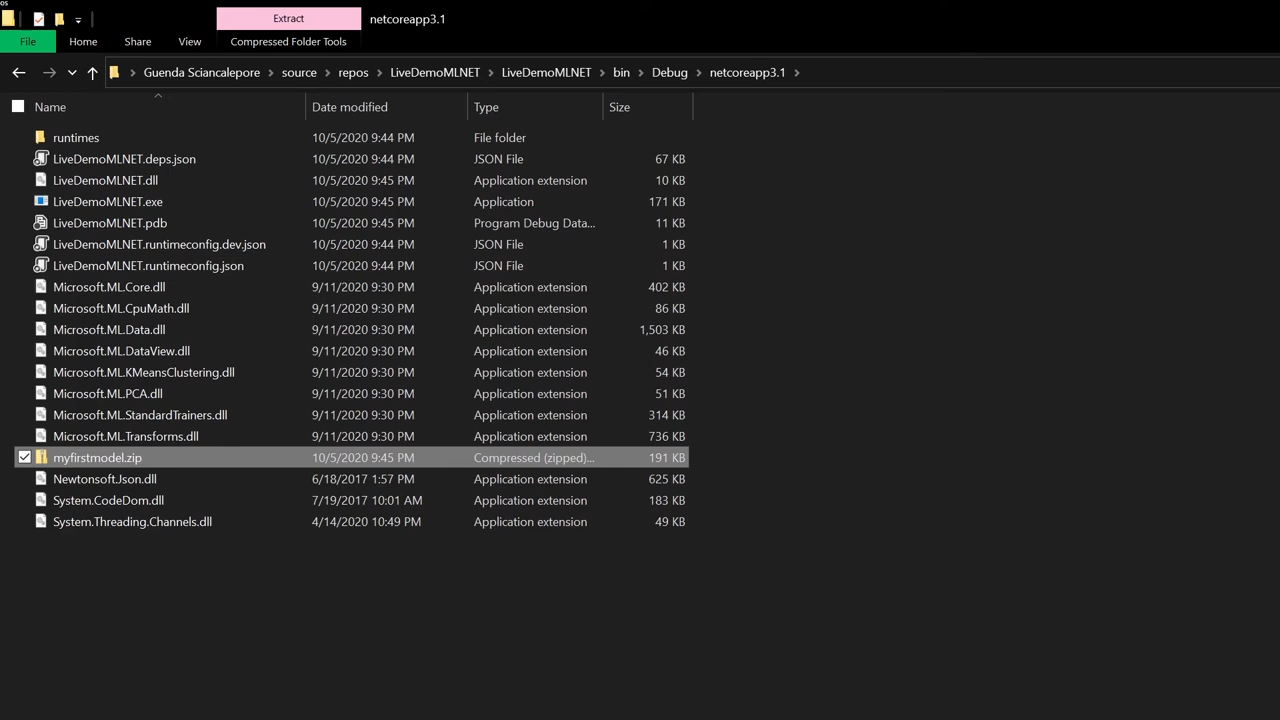 os
Extract
netcoreapp3.1
File Home Share View Compressed Folder Tools
Guenda Sciancalepore source repos LiveDemoMLNET LiveDemoMLNET bin Debug netcoreapp3.1
Name Date modified Type Size
runtimes 10/5/2020 9:44 PM File folder
LiveDemoMLNET.deps.json 10/5/2020 9:44 PM JSON File 67 KB
LiveDemoMLNET.dll 10/5/2020 9:45 PM Application extension 10 KB
LiveDemoMLNET.exe 10/5/2020 9:45 PM Application 171 KB
LiveDemoMLNET.pdb 10/5/2020 9:45 PM Program Debug Data... 11 KB
LiveDemoMLNET.runtimeconfig.dev.json 10/5/2020 9:44 PM JSON File 1 KB
LiveDemoMLNET.runtimeconfig.json 10/5/2020 9:44 PM JSON File 1 KB
Microsoft.ML.Core.dll 9/11/2020 9:30 PM Application extension 402 KB
Microsoft.ML.CpuMath.dll 9/11/2020 9:30 PM Application extension 86 KB
Microsoft.ML.Data.dll 9/11/2020 9:30 PM Application extension 1,503 KB
Microsoft.ML.DataView.dll 9/11/2020 9:30 PM Application extension 46 KB
Microsoft.ML.KMeansClustering.dll 9/11/2020 9:30 PM Application extension 54 KB
Microsoft.ML.PCA.dll 9/11/2020 9:30 PM Application extension 51 KB
Microsoft.ML.StandardTrainers.dll 9/11/2020 9:30 PM Application extension 314 KB
Microsoft.ML.Transforms.dll 9/11/2020 9:30 PM Application extension 736 KB
myfirstmodel.zip 10/5/2020 9:45 PM Compressed (zipped)... 191 KB
Newtonsoft.Json.dll 6/18/2017 1:57 PM Application extension 625 KB
System.CodeDom.dll 7/19/2017 10:01 AM Application extension 183 KB
System.Threading.Channels.dll 4/14/2020 10:49 PM Application extension 49 KB